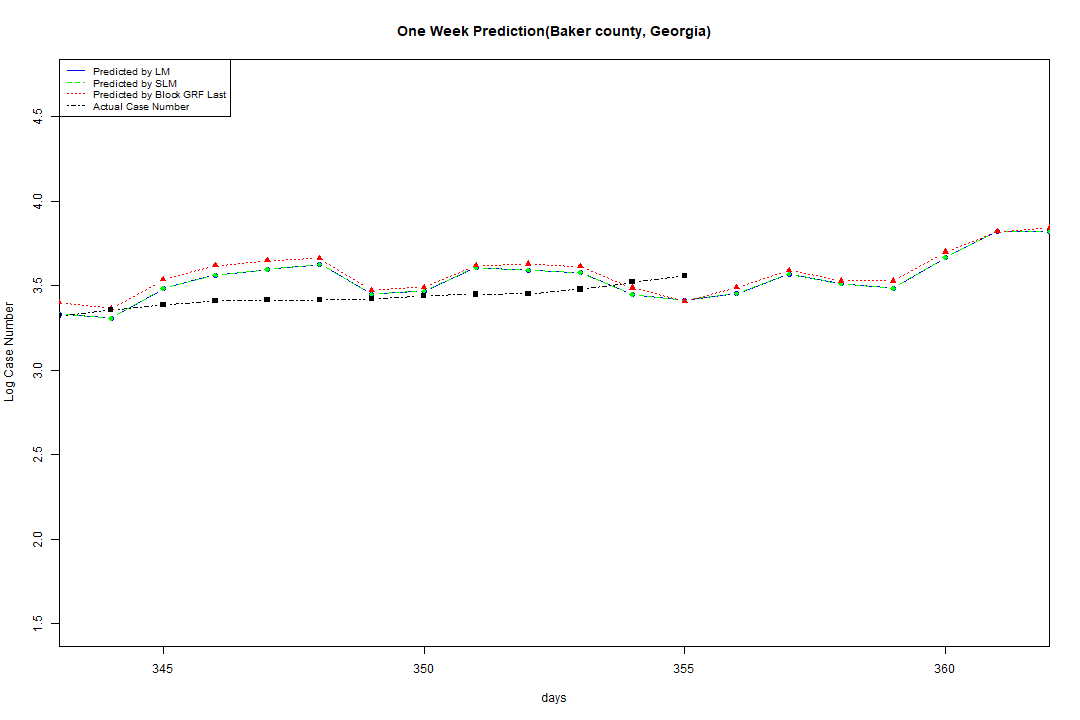 One Week Prediction(Baker county, Georgia)
Predicted by LM
Predicted by SLM
Predicted by Block GRF Last
Actual Case Number
4.5
4.0
3.5
3.0
2.5
2.0
1.5
Log Case Number
345 350 355 360
days